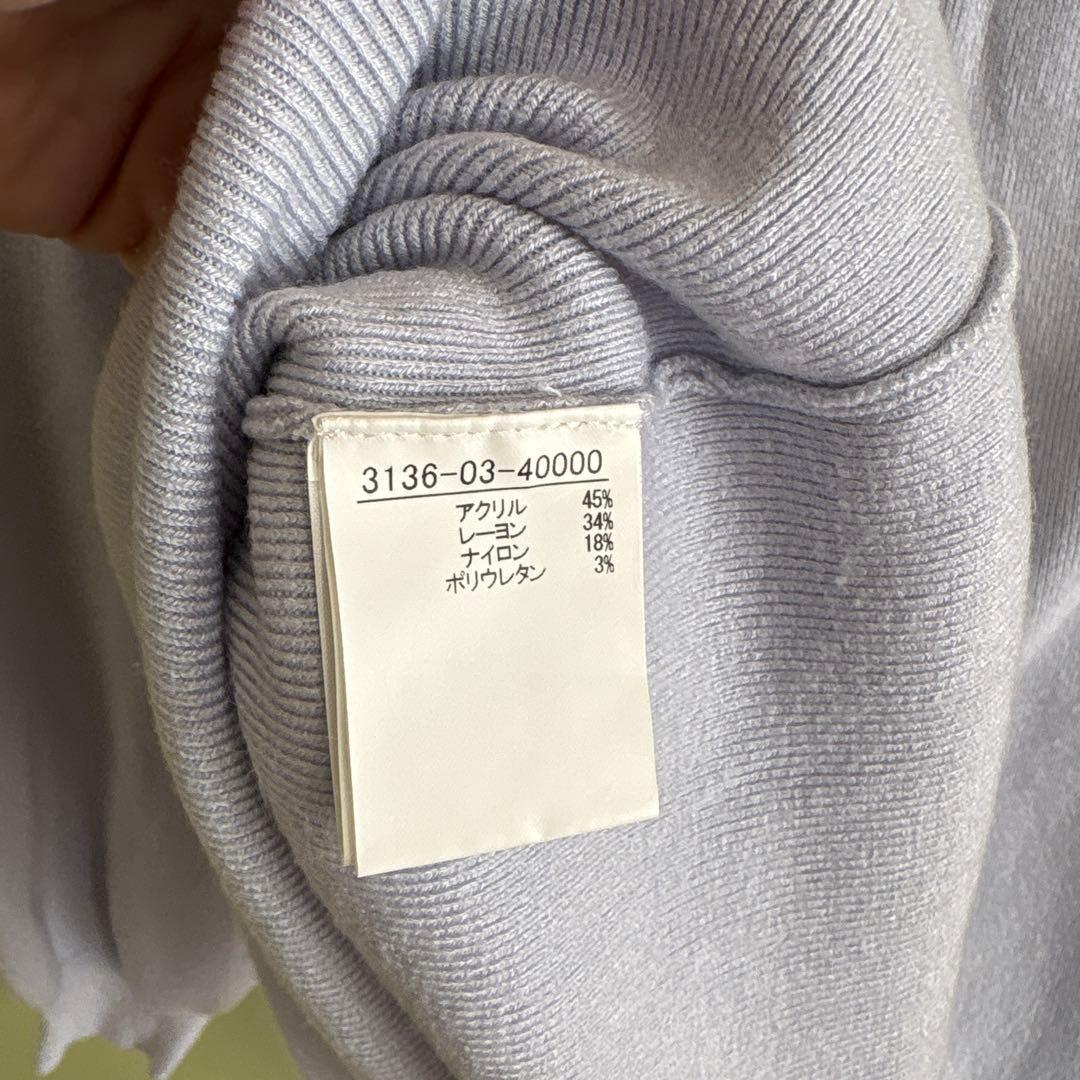 3136-03-40000
アクリル 45%
レーヨン 34%
ナイロン 18%
ポリウレタン 3%